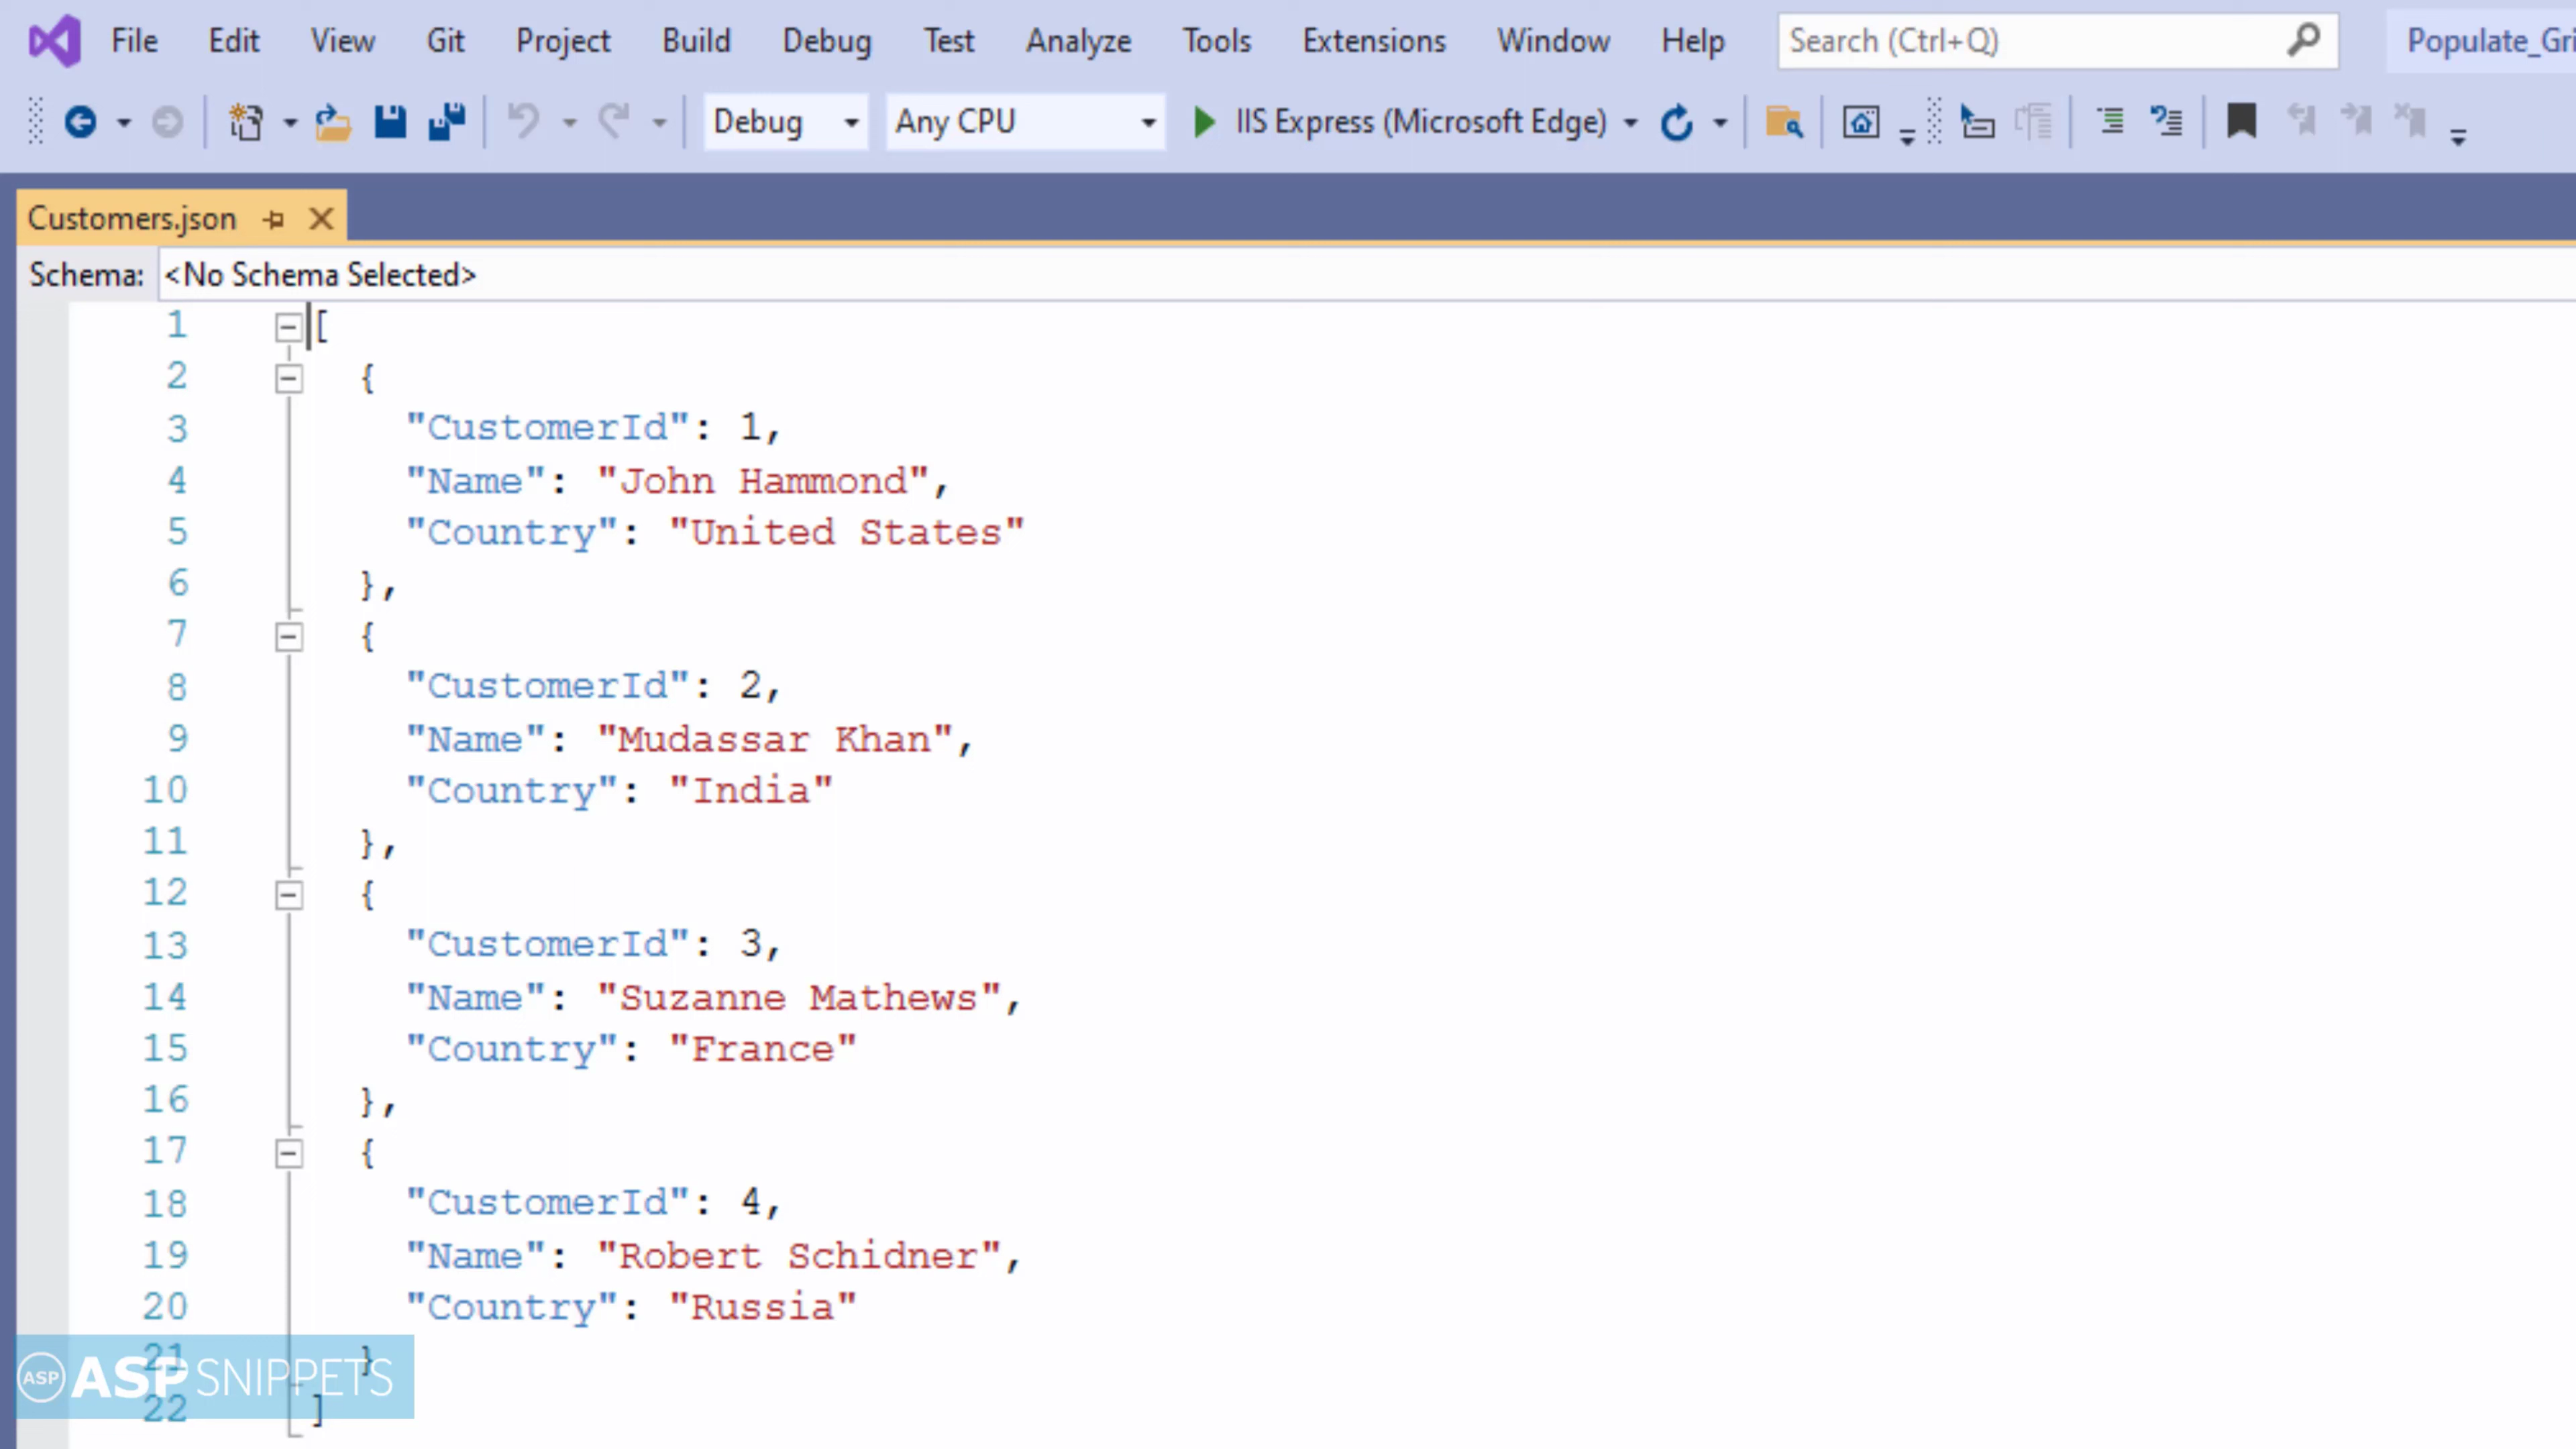 File Edit View Git Project Build Debug Test Analyze Tools Extensions Window Help Search (Ctrl+Q) Populate_Gri
Debug Any CPU IIS Express (Microsoft Edge)
Customers.json
Schema: <No Schema Selected>
1 [
2 {
3 "CustomerId": 1,
4 "Name": "John Hammond",
5 "Country": "United States"
6 },
7 {
8 "CustomerId": 2,
9 "Name": "Mudassar Khan",
10 "Country": "India"
11 },
12 {
13 "CustomerId": 3,
14 "Name": "Suzanne Mathews",
15 "Country": "France"
16 },
17 {
18 "CustomerId": 4,
19 "Name": "Robert Schidner",
20 "Country": "Russia"
21 }
ASP ASPSNIPPETS
22 ]